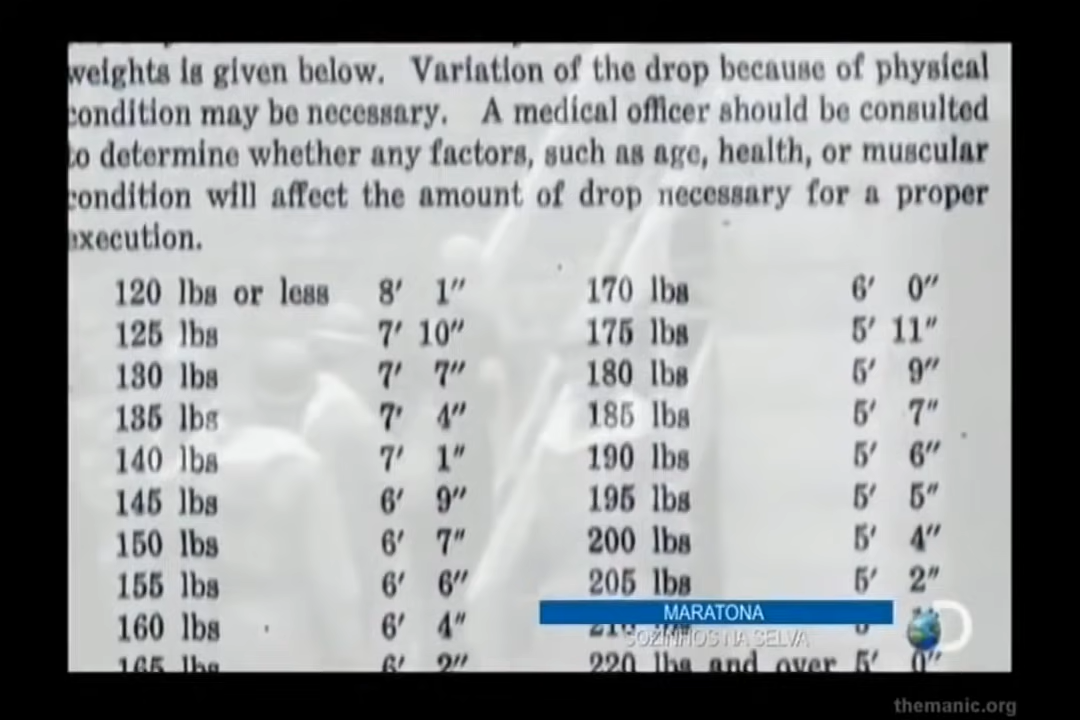 weights is given below. Variation of the drop because of physical
condition may be necessary. A medical officer should be consulted
to determine whether any factors, such as age, health, or muscular
condition will affect the amount of drop necessary for a proper
execution.
120 lbs or less 8' 1" 170 lbs 6' 0"
125 lbs 7' 10" 175 lbs 5' 11"
130 lbs 7' 7" 180 lbs 5' 9"
135 lbs 7' 4" 185 lbs 5' 7"
140 lbs 7' 1" 190 lbs 5' 6"
145 lbs 6' 9" 195 lbs 5' 5"
150 lbs 6' 7" 200 lbs 5' 4"
155 lbs 6' 6" 205 lbs 5' 2"
MARATONA
160 lbs 6' 4"
SOZINHOS NA SELVA
D
165 lbs 6' 2" 220 lbs and over 5' 0"
themanic.org